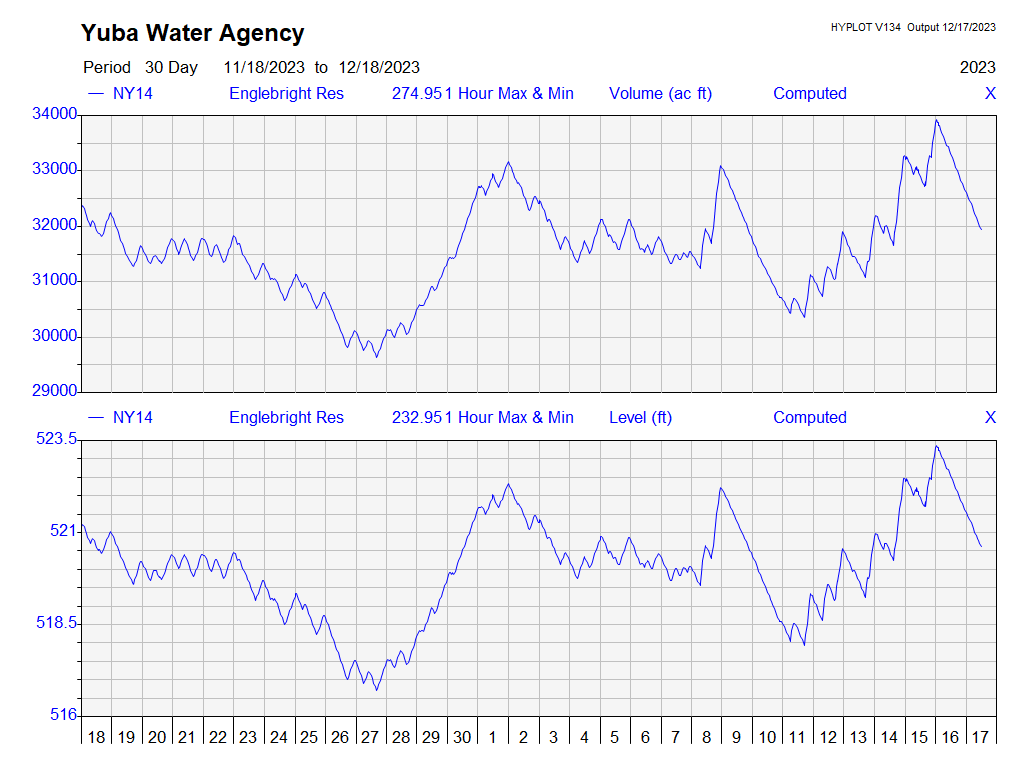 Yuba Water Agency
HYPLOT V134 Output 12/17/2023
Period 30 Day 11/18/2023 to 12/18/2023 2023
— NY14 Englebright Res 274.951 Hour Max & Min Volume (ac ft) Computed X
34000
33000
32000
31000
30000
29000
— NY14 Englebright Res 232.951 Hour Max & Min Level (ft) Computed X
523.5
521
518.5
516
18 19 20 21 22 23 24 25 26 27 28 29 30 1 2 3 4 5 6 7 8 9 10 11 12 13 14 15 16 17